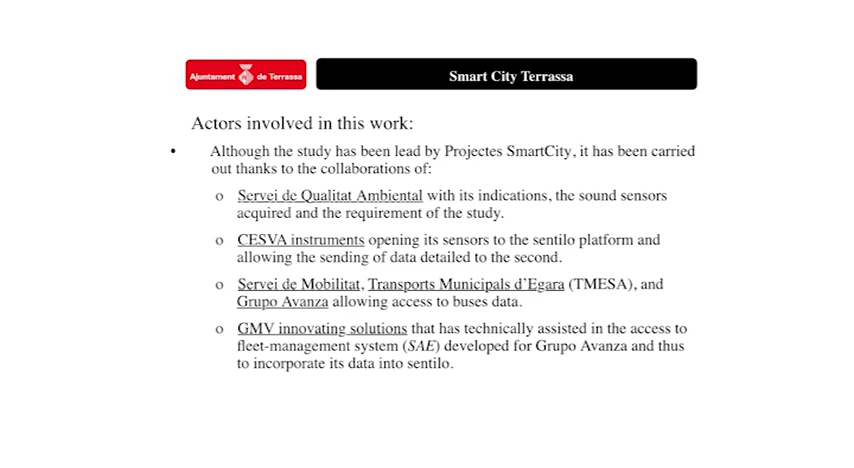 Ajuntament de Terrassa
Smart City Terrassa
Actors involved in this work:
• Although the study has been lead by Projectes SmartCity, it has been carried
out thanks to the collaborations of:
o Servei de Qualitat Ambiental with its indications, the sound sensors
acquired and the requirement of the study.
o CESVA instruments opening its sensors to the sentilo platform and
allowing the sending of data detailed to the second.
o Servei de Mobilitat, Transports Municipals d'Egara (TMESA), and
Grupo Avanza allowing access to buses data.
o GMV innovating solutions that has technically assisted in the access to
fleet-management system (SAE) developed for Grupo Avanza and thus
to incorporate its data into sentilo.